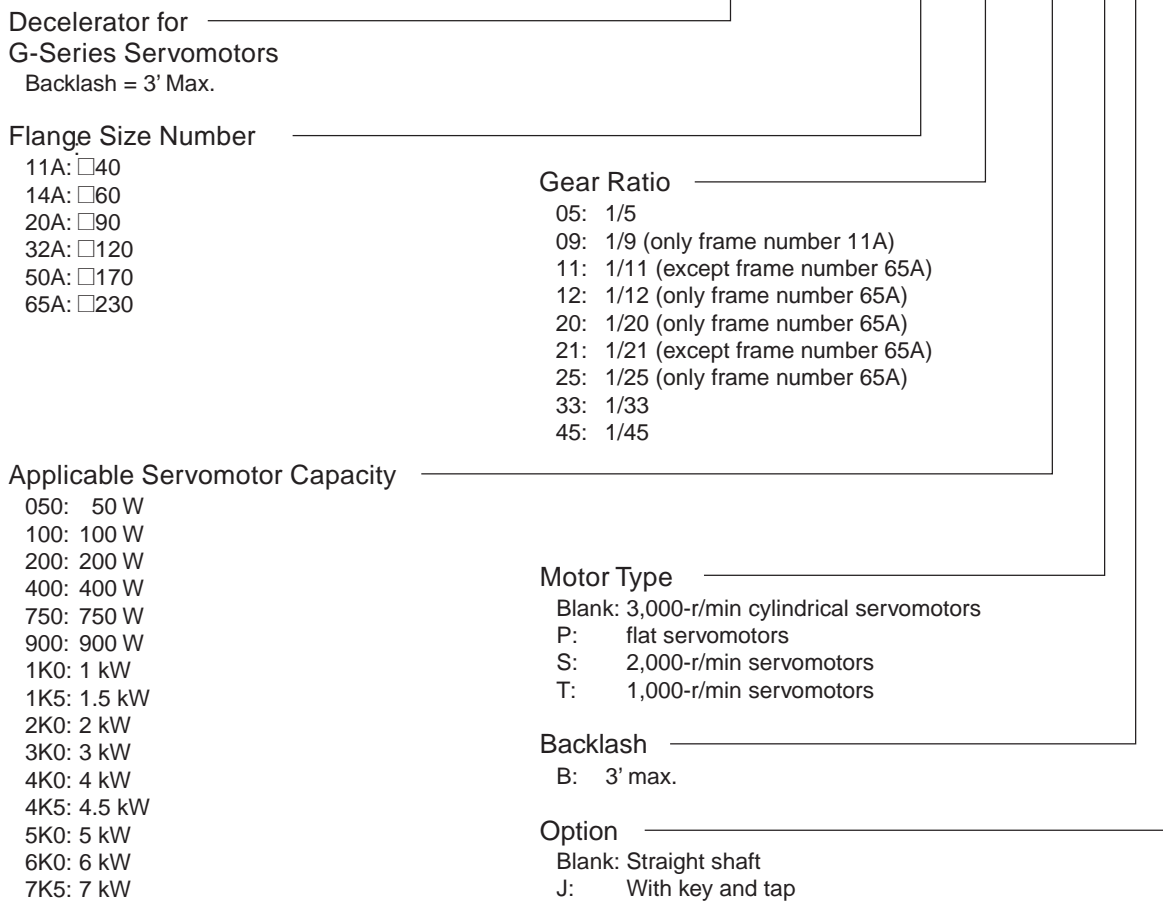 Decelerator for
G-Series Servomotors
Backlash = 3’ Max.
Flange Size Number
11A: □40
14A: □60
20A: □90
32A: □120
50A: □170
65A: □230
Gear Ratio
05: 1/5
09: 1/9 (only frame number 11A)
11: 1/11 (except frame number 65A)
12: 1/12 (only frame number 65A)
20: 1/20 (only frame number 65A)
21: 1/21 (except frame number 65A)
25: 1/25 (only frame number 65A)
33: 1/33
45: 1/45
Applicable Servomotor Capacity
050: 50 W
100: 100 W
200: 200 W
400: 400 W
750: 750 W
900: 900 W
1K0: 1 kW
1K5: 1.5 kW
2K0: 2 kW
3K0: 3 kW
4K0: 4 kW
4K5: 4.5 kW
5K0: 5 kW
6K0: 6 kW
7K5: 7 kW
Motor Type
Blank: 3,000-r/min cylindrical servomotors
P: flat servomotors
S: 2,000-r/min servomotors
T: 1,000-r/min servomotors
Backlash
B: 3’ max.
Option
Blank: Straight shaft
J: With key and tap